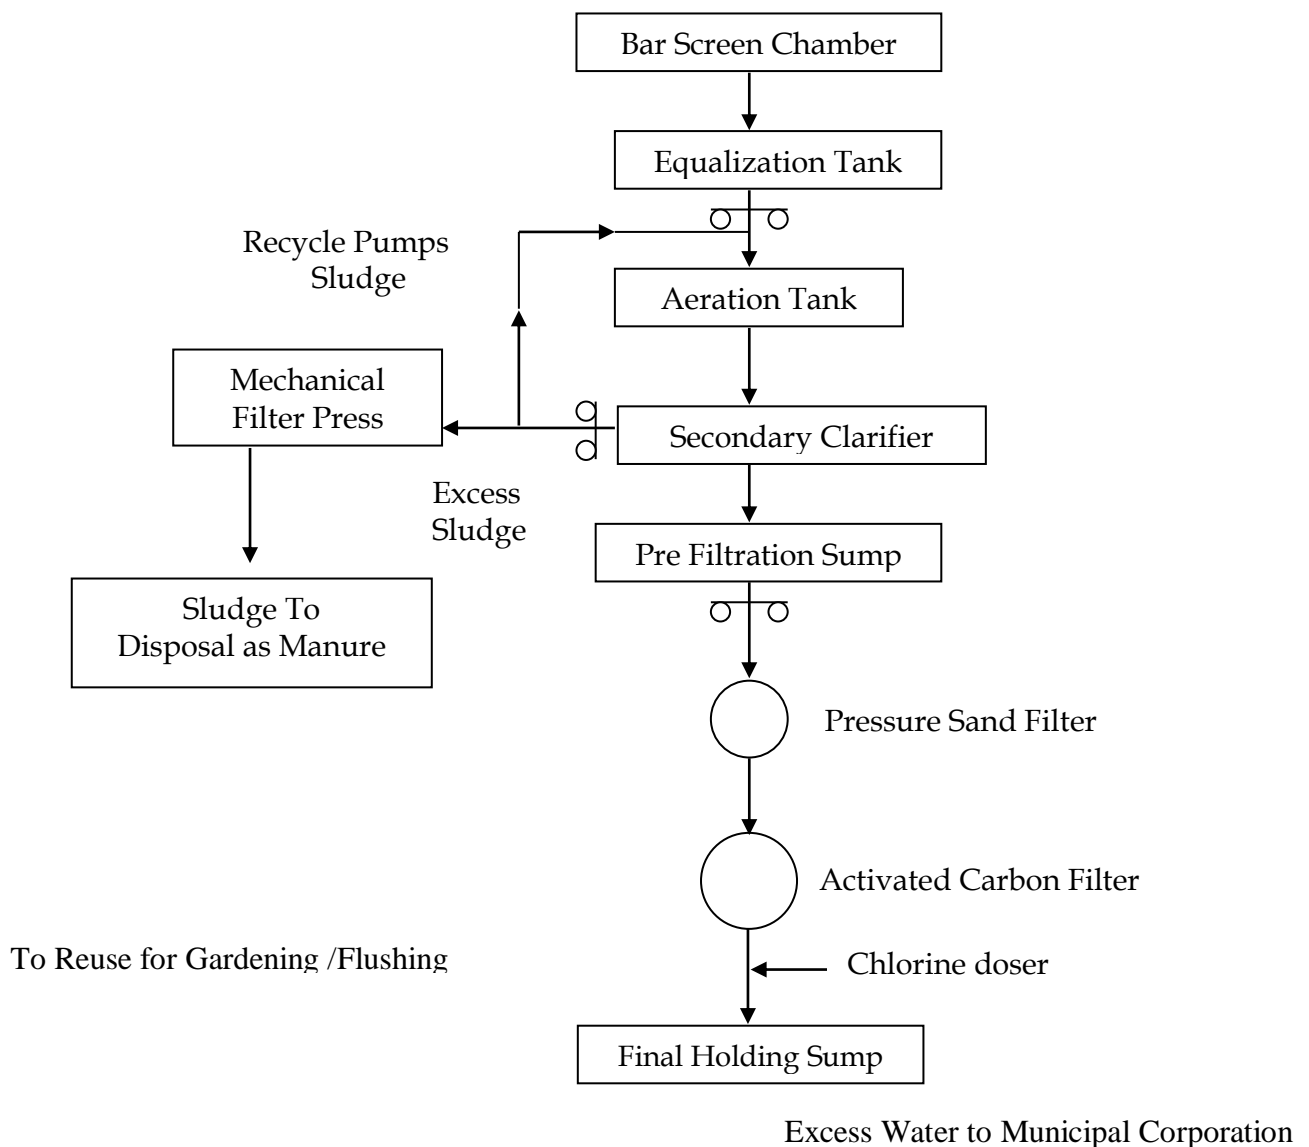 Bar Screen Chamber
Equalization Tank
Recycle Pumps
Sludge
Aeration Tank
Mechanical
Filter Press
Secondary Clarifier
Excess
Sludge
Pre Filtration Sump
Sludge To
Disposal as Manure
Pressure Sand Filter
Activated Carbon Filter
To Reuse for Gardening /Flushing
Chlorine doser
Final Holding Sump
Excess Water to Municipal Corporation